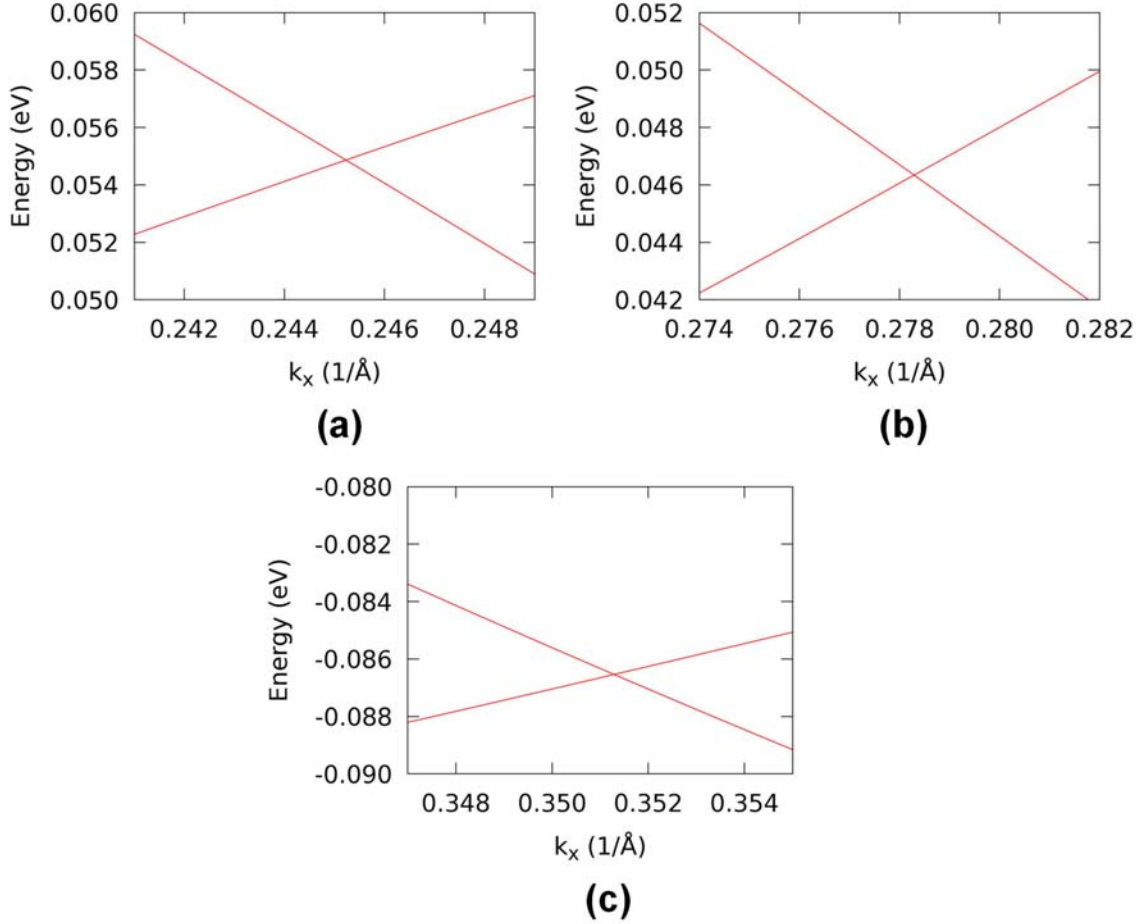 0.060
0.058
0.056
0.054
0.052
0.050
Energy (eV)
0.242 0.244 0.246 0.248
k_x (1/Å)
(a)
0.052
0.050
0.048
0.046
0.044
0.042
Energy (eV)
0.274 0.276 0.278 0.280 0.282
k_x (1/Å)
(b)
-0.080
-0.082
-0.084
-0.086
-0.088
-0.090
Energy (eV)
0.348 0.350 0.352 0.354
k_x (1/Å)
(c)